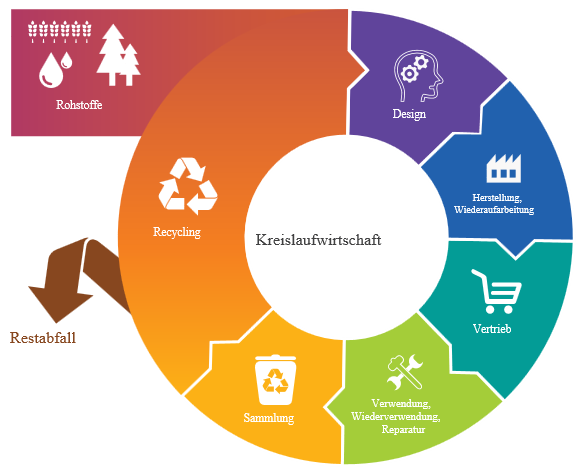 Rohstoffe
Design
Herstellung,
Wiederaufarbeitung
Recycling
Kreislaufwirtschaft
Vertrieb
Restabfall
Verwendung,
Wiederverwendung,
Reparatur
Sammlung